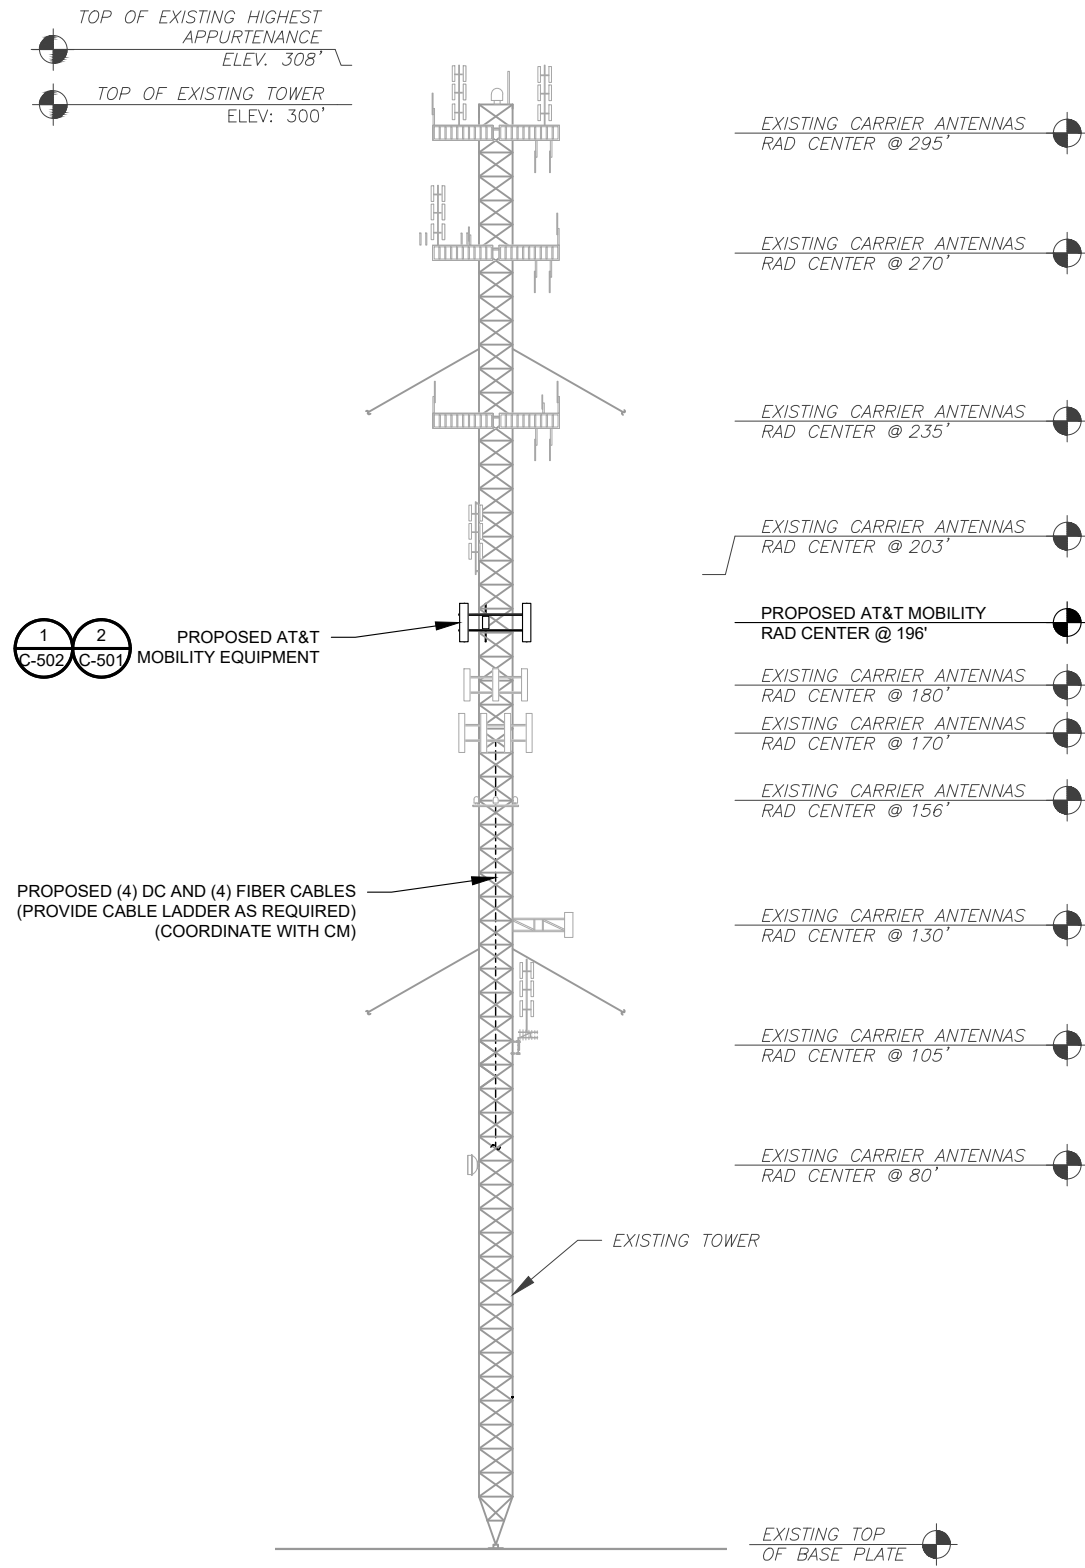 TOP OF EXISTING HIGHEST
APPURTENANCE
ELEV. 308'
TOP OF EXISTING TOWER
ELEV: 300'
EXISTING CARRIER ANTENNAS
RAD CENTER @ 295'
EXISTING CARRIER ANTENNAS
RAD CENTER @ 270'
EXISTING CARRIER ANTENNAS
RAD CENTER @ 235'
EXISTING CARRIER ANTENNAS
RAD CENTER @ 203'
PROPOSED AT&T MOBILITY
RAD CENTER @ 196'
1
C-502
2
C-501
PROPOSED AT&T
MOBILITY EQUIPMENT
EXISTING CARRIER ANTENNAS
RAD CENTER @ 180'
EXISTING CARRIER ANTENNAS
RAD CENTER @ 170'
EXISTING CARRIER ANTENNAS
RAD CENTER @ 156'
PROPOSED (4) DC AND (4) FIBER CABLES
(PROVIDE CABLE LADDER AS REQUIRED)
(COORDINATE WITH CM)
EXISTING CARRIER ANTENNAS
RAD CENTER @ 130'
EXISTING CARRIER ANTENNAS
RAD CENTER @ 105'
EXISTING CARRIER ANTENNAS
RAD CENTER @ 80'
EXISTING TOWER
EXISTING TOP
OF BASE PLATE